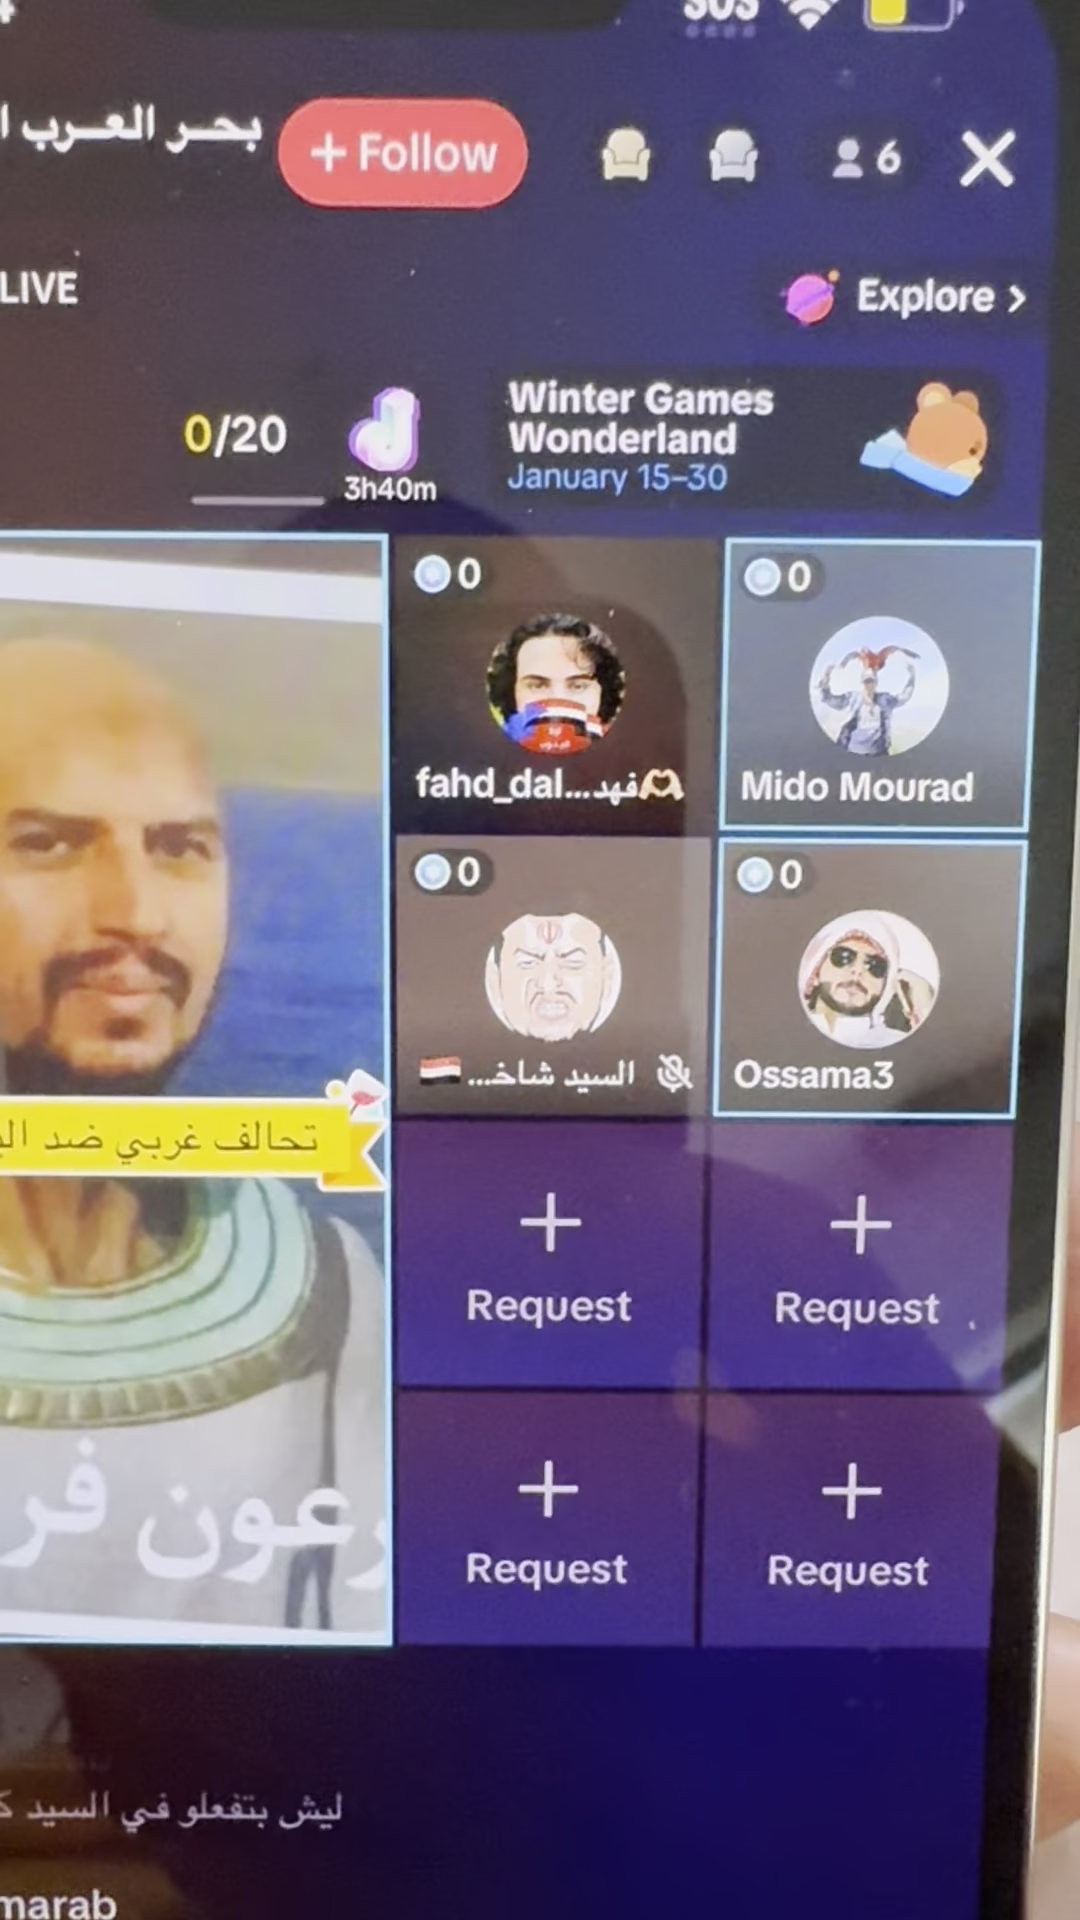 SOS
بحر العرب ا
+ Follow
6
LIVE
Explore >
0/20
3h40m
Winter Games
Wonderland
January 15–30
0
0
fahd_dal...فهد
Mido Mourad
0
0
السيد شاخـ...
Ossama3
تحالف غربي ضد
Request
Request
رعون فر
Request
Request
ليش بتفعلو في السيد
marab